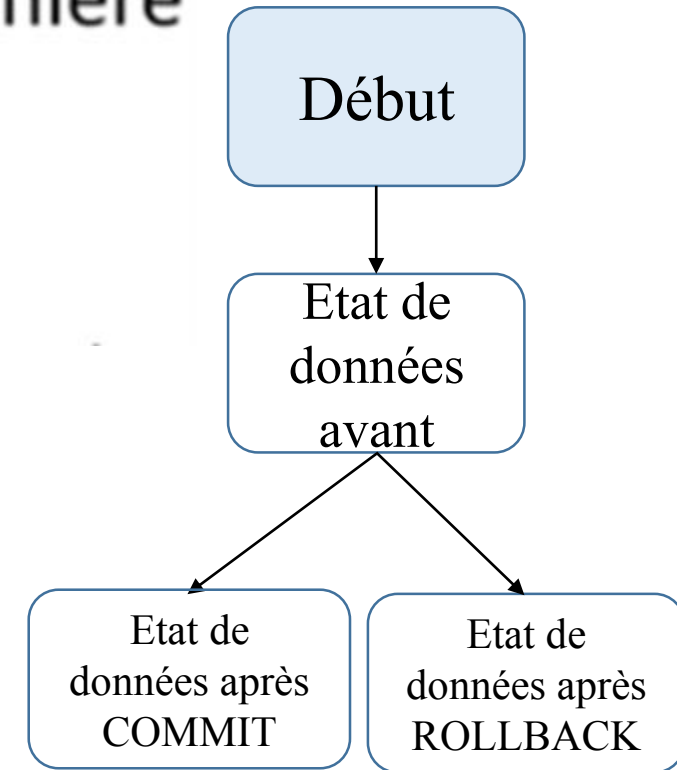 Début
Etat de
données
avant
Etat de
données après
COMMIT
Etat de
données après
ROLLBACK